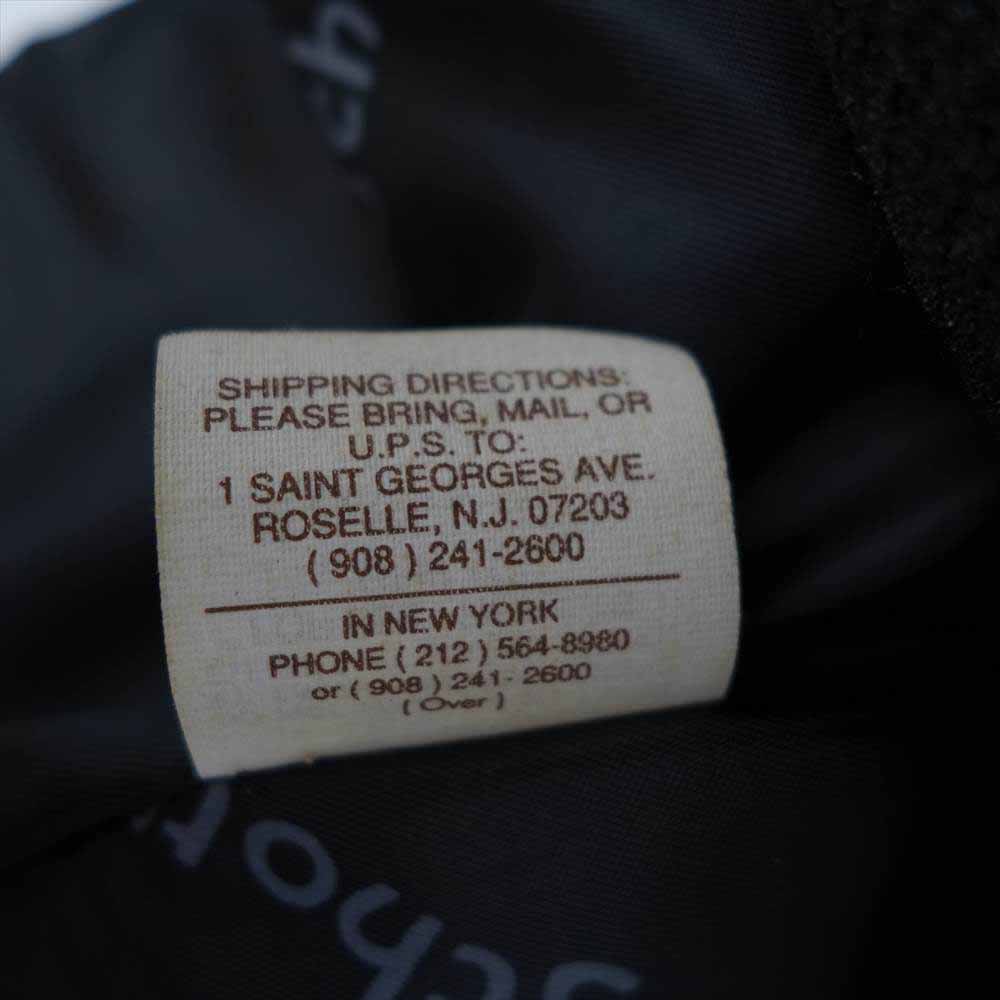 SHIPPING DIRECTIONS:
PLEASE BRING, MAIL, OR
U.P.S. TO:
1 SAINT GEORGES AVE.
ROSELLE, N.J. 07203
( 908 ) 241-2600
IN NEW YORK
PHONE ( 212 ) 564-8980
or ( 908 ) 241- 2600
( Over )